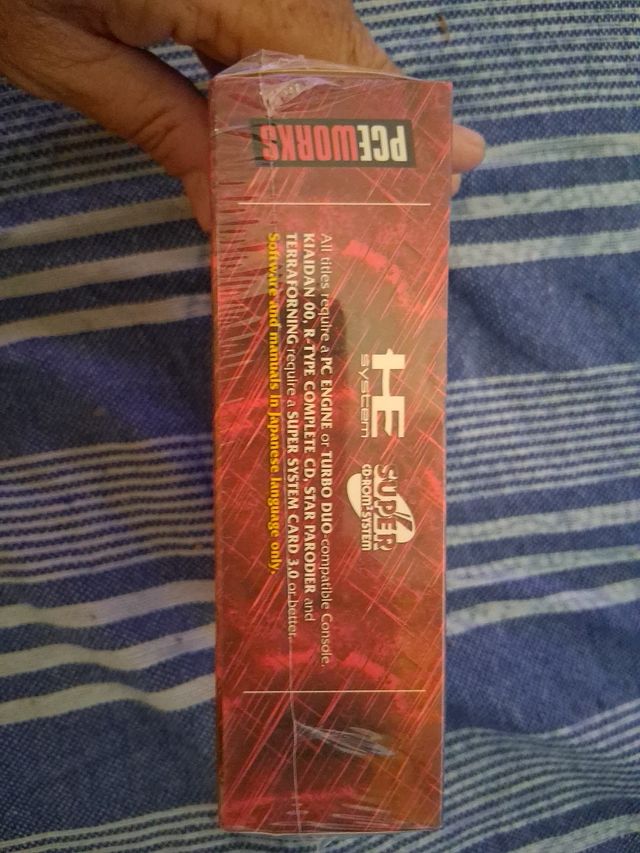 PCEWORKS
HE
system
SUPER
CD-ROM² SYSTEM
All titles require a PC ENGINE or TURBO DUO-compatible Console.
KIAIDAN 00, R-TYPE COMPLETE CD, STAR PARODIER and
TERRAFORNING require a SUPER SYSTEM CARD 3.0 or better.
Software and manuals in Japanese language only.